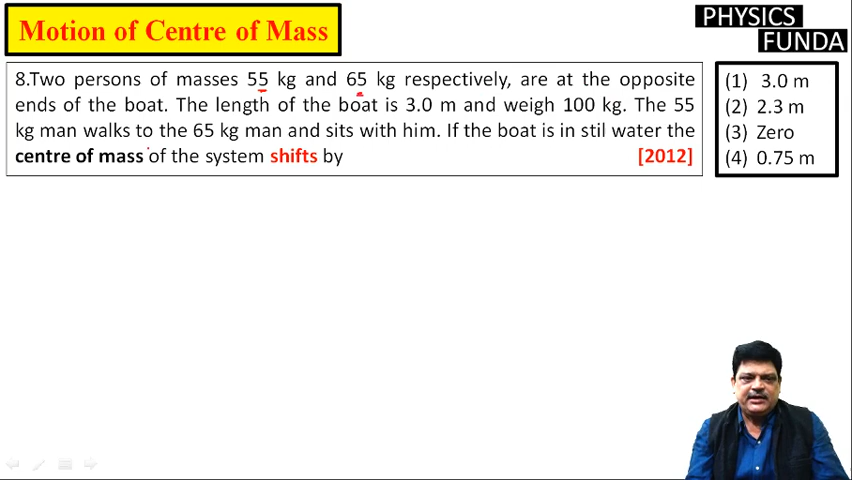 Motion of Centre of Mass
PHYSICS
FUNDA
8.Two persons of masses 55 kg and 65 kg respectively, are at the opposite
ends of the boat. The length of the boat is 3.0 m and weigh 100 kg. The 55
kg man walks to the 65 kg man and sits with him. If the boat is in stil water the
centre of mass of the system shifts by [2012]
(1) 3.0 m
(2) 2.3 m
(3) Zero
(4) 0.75 m